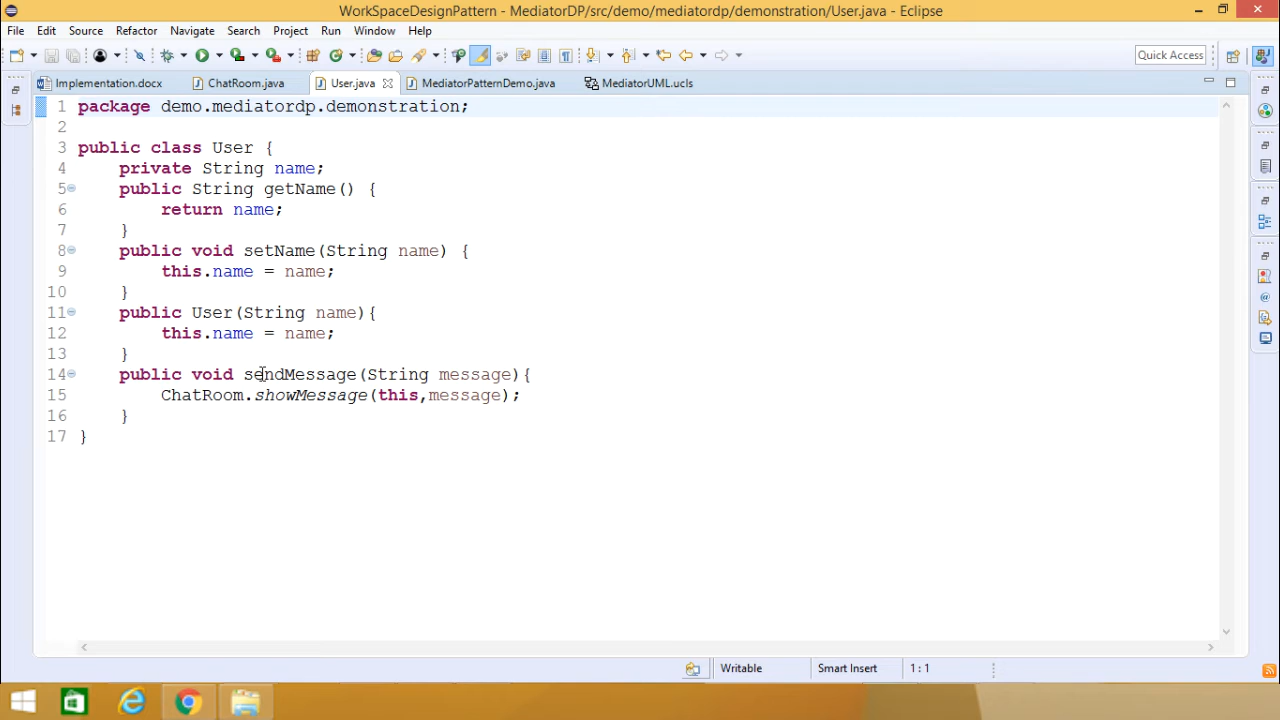 WorkSpaceDesignPattern - MediatorDP/src/demo/mediatordp/demonstration/User.java - Eclipse
File Edit Source Refactor Navigate Search Project Run Window Help
Quick Access
Implementation.docx ChatRoom.java User.java MediatorPatternDemo.java MediatorUML.ucls
1 package demo.mediatordp.demonstration;
2
3 public class User {
4 private String name;
5 public String getName() {
6 return name;
7 }
8 public void setName(String name) {
9 this.name = name;
10 }
11 public User(String name){
12 this.name = name;
13 }
14 public void sendMessage(String message){
15 ChatRoom.showMessage(this,message);
16 }
17 }
Writable Smart Insert 1 : 1